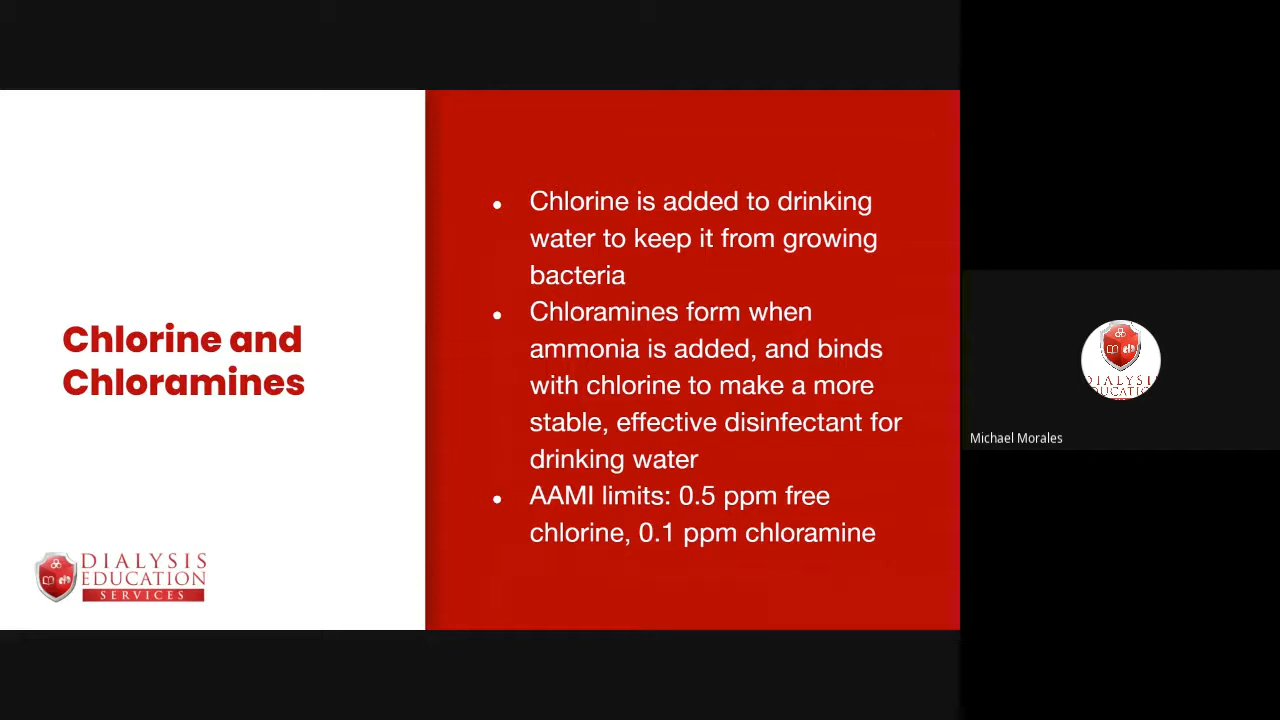 Chlorine and
Chloramines
• Chlorine is added to drinking
water to keep it from growing
bacteria
• Chloramines form when
ammonia is added, and binds
with chlorine to make a more
stable, effective disinfectant for
drinking water
• AAMI limits: 0.5 ppm free
chlorine, 0.1 ppm chloramine
DIALYSIS
EDUCATION
SERVICES
DIALYSIS
EDUCATION
Michael Morales